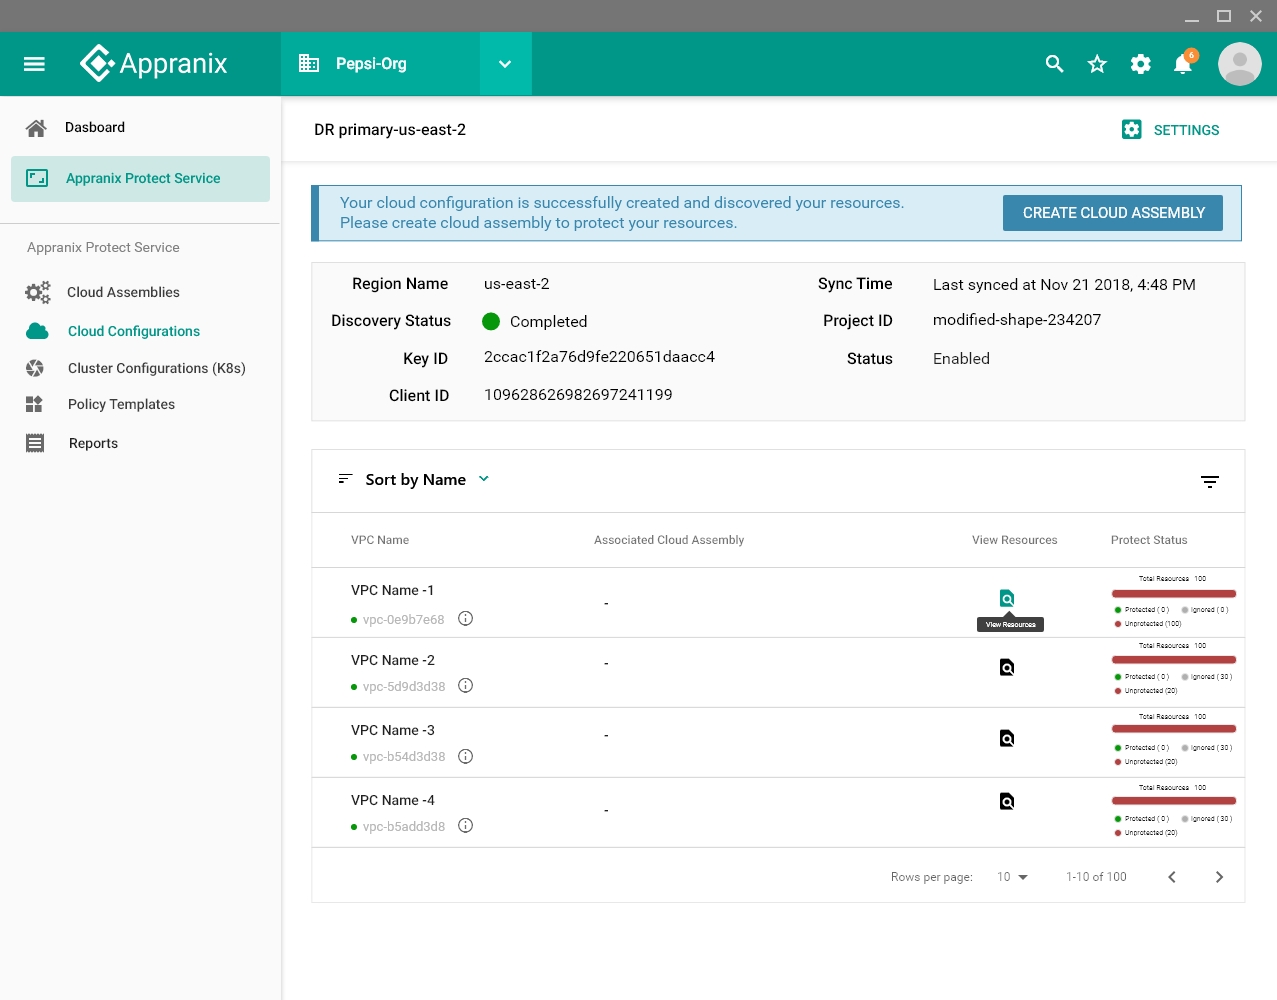 Appranix
Pepsi-Org
6
Dasboard
Appranix Protect Service
Appranix Protect Service
Cloud Assemblies
Cloud Configurations
Cluster Configurations (K8s)
Policy Templates
Reports
DR primary-us-east-2
SETTINGS
Your cloud configuration is successfully created and discovered your resources.
Please create cloud assembly to protect your resources.
CREATE CLOUD ASSEMBLY
Region Name us-east-2
Sync Time Last synced at Nov 21 2018, 4:48 PM
Discovery Status Completed
Project ID modified-shape-234207
Key ID 2ccac1f2a76d9fe220651daacc4
Status Enabled
Client ID 109628626982697241199
Sort by Name
VPC Name Associated Cloud Assembly View Resources Protect Status
VPC Name -1
vpc-0e9b7e68
-
View Resources
Total Resources 100
Protected ( 0 ) Ignored ( 0 )
Unprotected (100)
VPC Name -2
vpc-5d9d3d38
-
Total Resources 100
Protected ( 0 ) Ignored ( 30 )
Unprotected (20)
VPC Name -3
vpc-b54d3d38
-
Total Resources 100
Protected ( 0 ) Ignored ( 30 )
Unprotected (20)
VPC Name -4
vpc-b5add3d8
-
Total Resources 100
Protected ( 0 ) Ignored ( 30 )
Unprotected (20)
Rows per page: 10 1-10 of 100